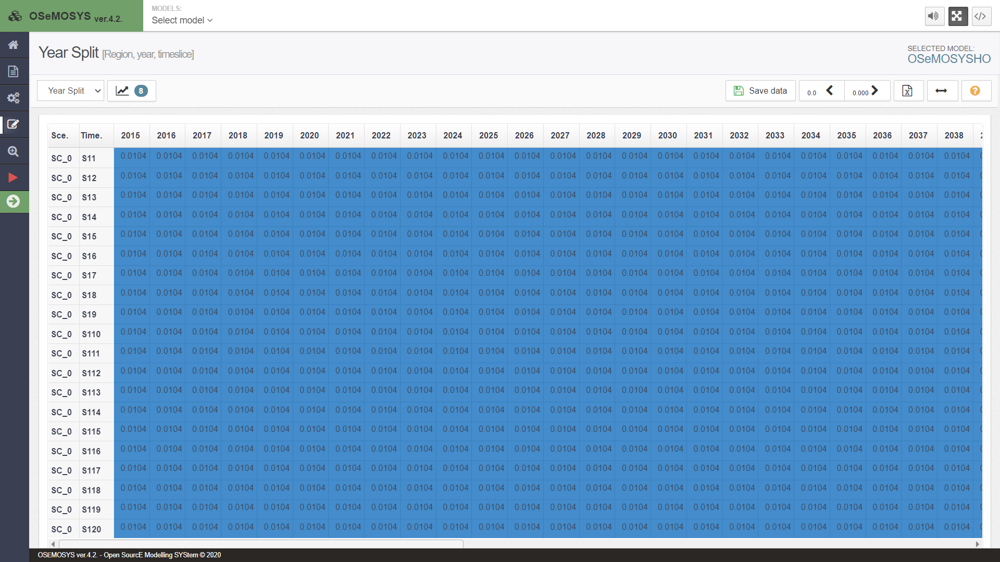 OSeMOSYS ver.4.2.
MODELS:
Select model
Year Split [Region, year, timeslice]
SELECTED MODEL:
OSeMOSYSHO
Year Split
8
Save data
0.0
0.000
Sce. Time. 2015 2016 2017 2018 2019 2020 2021 2022 2023 2024 2025 2026 2027 2028 2029 2030 2031 2032 2033 2034 2035 2036 2037 2038
SC_0 S11 0.0104 0.0104 0.0104 0.0104 0.0104 0.0104 0.0104 0.0104 0.0104 0.0104 0.0104 0.0104 0.0104 0.0104 0.0104 0.0104 0.0104 0.0104 0.0104 0.0104 0.0104 0.0104 0.0104 0.0104
SC_0 S12 0.0104 0.0104 0.0104 0.0104 0.0104 0.0104 0.0104 0.0104 0.0104 0.0104 0.0104 0.0104 0.0104 0.0104 0.0104 0.0104 0.0104 0.0104 0.0104 0.0104 0.0104 0.0104 0.0104 0.0104
SC_0 S13 0.0104 0.0104 0.0104 0.0104 0.0104 0.0104 0.0104 0.0104 0.0104 0.0104 0.0104 0.0104 0.0104 0.0104 0.0104 0.0104 0.0104 0.0104 0.0104 0.0104 0.0104 0.0104 0.0104 0.0104
SC_0 S14 0.0104 0.0104 0.0104 0.0104 0.0104 0.0104 0.0104 0.0104 0.0104 0.0104 0.0104 0.0104 0.0104 0.0104 0.0104 0.0104 0.0104 0.0104 0.0104 0.0104 0.0104 0.0104 0.0104 0.0104
SC_0 S15 0.0104 0.0104 0.0104 0.0104 0.0104 0.0104 0.0104 0.0104 0.0104 0.0104 0.0104 0.0104 0.0104 0.0104 0.0104 0.0104 0.0104 0.0104 0.0104 0.0104 0.0104 0.0104 0.0104 0.0104
SC_0 S16 0.0104 0.0104 0.0104 0.0104 0.0104 0.0104 0.0104 0.0104 0.0104 0.0104 0.0104 0.0104 0.0104 0.0104 0.0104 0.0104 0.0104 0.0104 0.0104 0.0104 0.0104 0.0104 0.0104 0.0104
SC_0 S17 0.0104 0.0104 0.0104 0.0104 0.0104 0.0104 0.0104 0.0104 0.0104 0.0104 0.0104 0.0104 0.0104 0.0104 0.0104 0.0104 0.0104 0.0104 0.0104 0.0104 0.0104 0.0104 0.0104 0.0104
SC_0 S18 0.0104 0.0104 0.0104 0.0104 0.0104 0.0104 0.0104 0.0104 0.0104 0.0104 0.0104 0.0104 0.0104 0.0104 0.0104 0.0104 0.0104 0.0104 0.0104 0.0104 0.0104 0.0104 0.0104 0.0104
SC_0 S19 0.0104 0.0104 0.0104 0.0104 0.0104 0.0104 0.0104 0.0104 0.0104 0.0104 0.0104 0.0104 0.0104 0.0104 0.0104 0.0104 0.0104 0.0104 0.0104 0.0104 0.0104 0.0104 0.0104 0.0104
SC_0 S110 0.0104 0.0104 0.0104 0.0104 0.0104 0.0104 0.0104 0.0104 0.0104 0.0104 0.0104 0.0104 0.0104 0.0104 0.0104 0.0104 0.0104 0.0104 0.0104 0.0104 0.0104 0.0104 0.0104 0.0104
SC_0 S111 0.0104 0.0104 0.0104 0.0104 0.0104 0.0104 0.0104 0.0104 0.0104 0.0104 0.0104 0.0104 0.0104 0.0104 0.0104 0.0104 0.0104 0.0104 0.0104 0.0104 0.0104 0.0104 0.0104 0.0104
SC_0 S112 0.0104 0.0104 0.0104 0.0104 0.0104 0.0104 0.0104 0.0104 0.0104 0.0104 0.0104 0.0104 0.0104 0.0104 0.0104 0.0104 0.0104 0.0104 0.0104 0.0104 0.0104 0.0104 0.0104 0.0104
SC_0 S113 0.0104 0.0104 0.0104 0.0104 0.0104 0.0104 0.0104 0.0104 0.0104 0.0104 0.0104 0.0104 0.0104 0.0104 0.0104 0.0104 0.0104 0.0104 0.0104 0.0104 0.0104 0.0104 0.0104 0.0104
SC_0 S114 0.0104 0.0104 0.0104 0.0104 0.0104 0.0104 0.0104 0.0104 0.0104 0.0104 0.0104 0.0104 0.0104 0.0104 0.0104 0.0104 0.0104 0.0104 0.0104 0.0104 0.0104 0.0104 0.0104 0.0104
SC_0 S115 0.0104 0.0104 0.0104 0.0104 0.0104 0.0104 0.0104 0.0104 0.0104 0.0104 0.0104 0.0104 0.0104 0.0104 0.0104 0.0104 0.0104 0.0104 0.0104 0.0104 0.0104 0.0104 0.0104 0.0104
SC_0 S116 0.0104 0.0104 0.0104 0.0104 0.0104 0.0104 0.0104 0.0104 0.0104 0.0104 0.0104 0.0104 0.0104 0.0104 0.0104 0.0104 0.0104 0.0104 0.0104 0.0104 0.0104 0.0104 0.0104 0.0104
SC_0 S117 0.0104 0.0104 0.0104 0.0104 0.0104 0.0104 0.0104 0.0104 0.0104 0.0104 0.0104 0.0104 0.0104 0.0104 0.0104 0.0104 0.0104 0.0104 0.0104 0.0104 0.0104 0.0104 0.0104 0.0104
SC_0 S118 0.0104 0.0104 0.0104 0.0104 0.0104 0.0104 0.0104 0.0104 0.0104 0.0104 0.0104 0.0104 0.0104 0.0104 0.0104 0.0104 0.0104 0.0104 0.0104 0.0104 0.0104 0.0104 0.0104 0.0104
SC_0 S119 0.0104 0.0104 0.0104 0.0104 0.0104 0.0104 0.0104 0.0104 0.0104 0.0104 0.0104 0.0104 0.0104 0.0104 0.0104 0.0104 0.0104 0.0104 0.0104 0.0104 0.0104 0.0104 0.0104 0.0104
SC_0 S120 0.0104 0.0104 0.0104 0.0104 0.0104 0.0104 0.0104 0.0104 0.0104 0.0104 0.0104 0.0104 0.0104 0.0104 0.0104 0.0104 0.0104 0.0104 0.0104 0.0104 0.0104 0.0104 0.0104 0.0104
OSEMOSYS ver.4.2. - Open SourcE Modelling SYStem © 2020